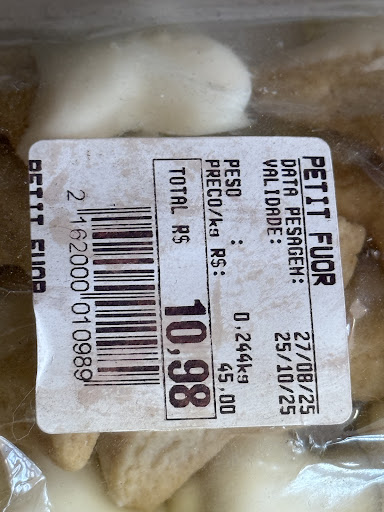 PETIT FUOR
DATA PESAGEM: 27/08/25
VALIDADE: 25/10/25
PESO : 0,244kg
PRECO/kg R$: 45,00
TOTAL R$ 10,98
2 162000 010989
PETIT FUOR